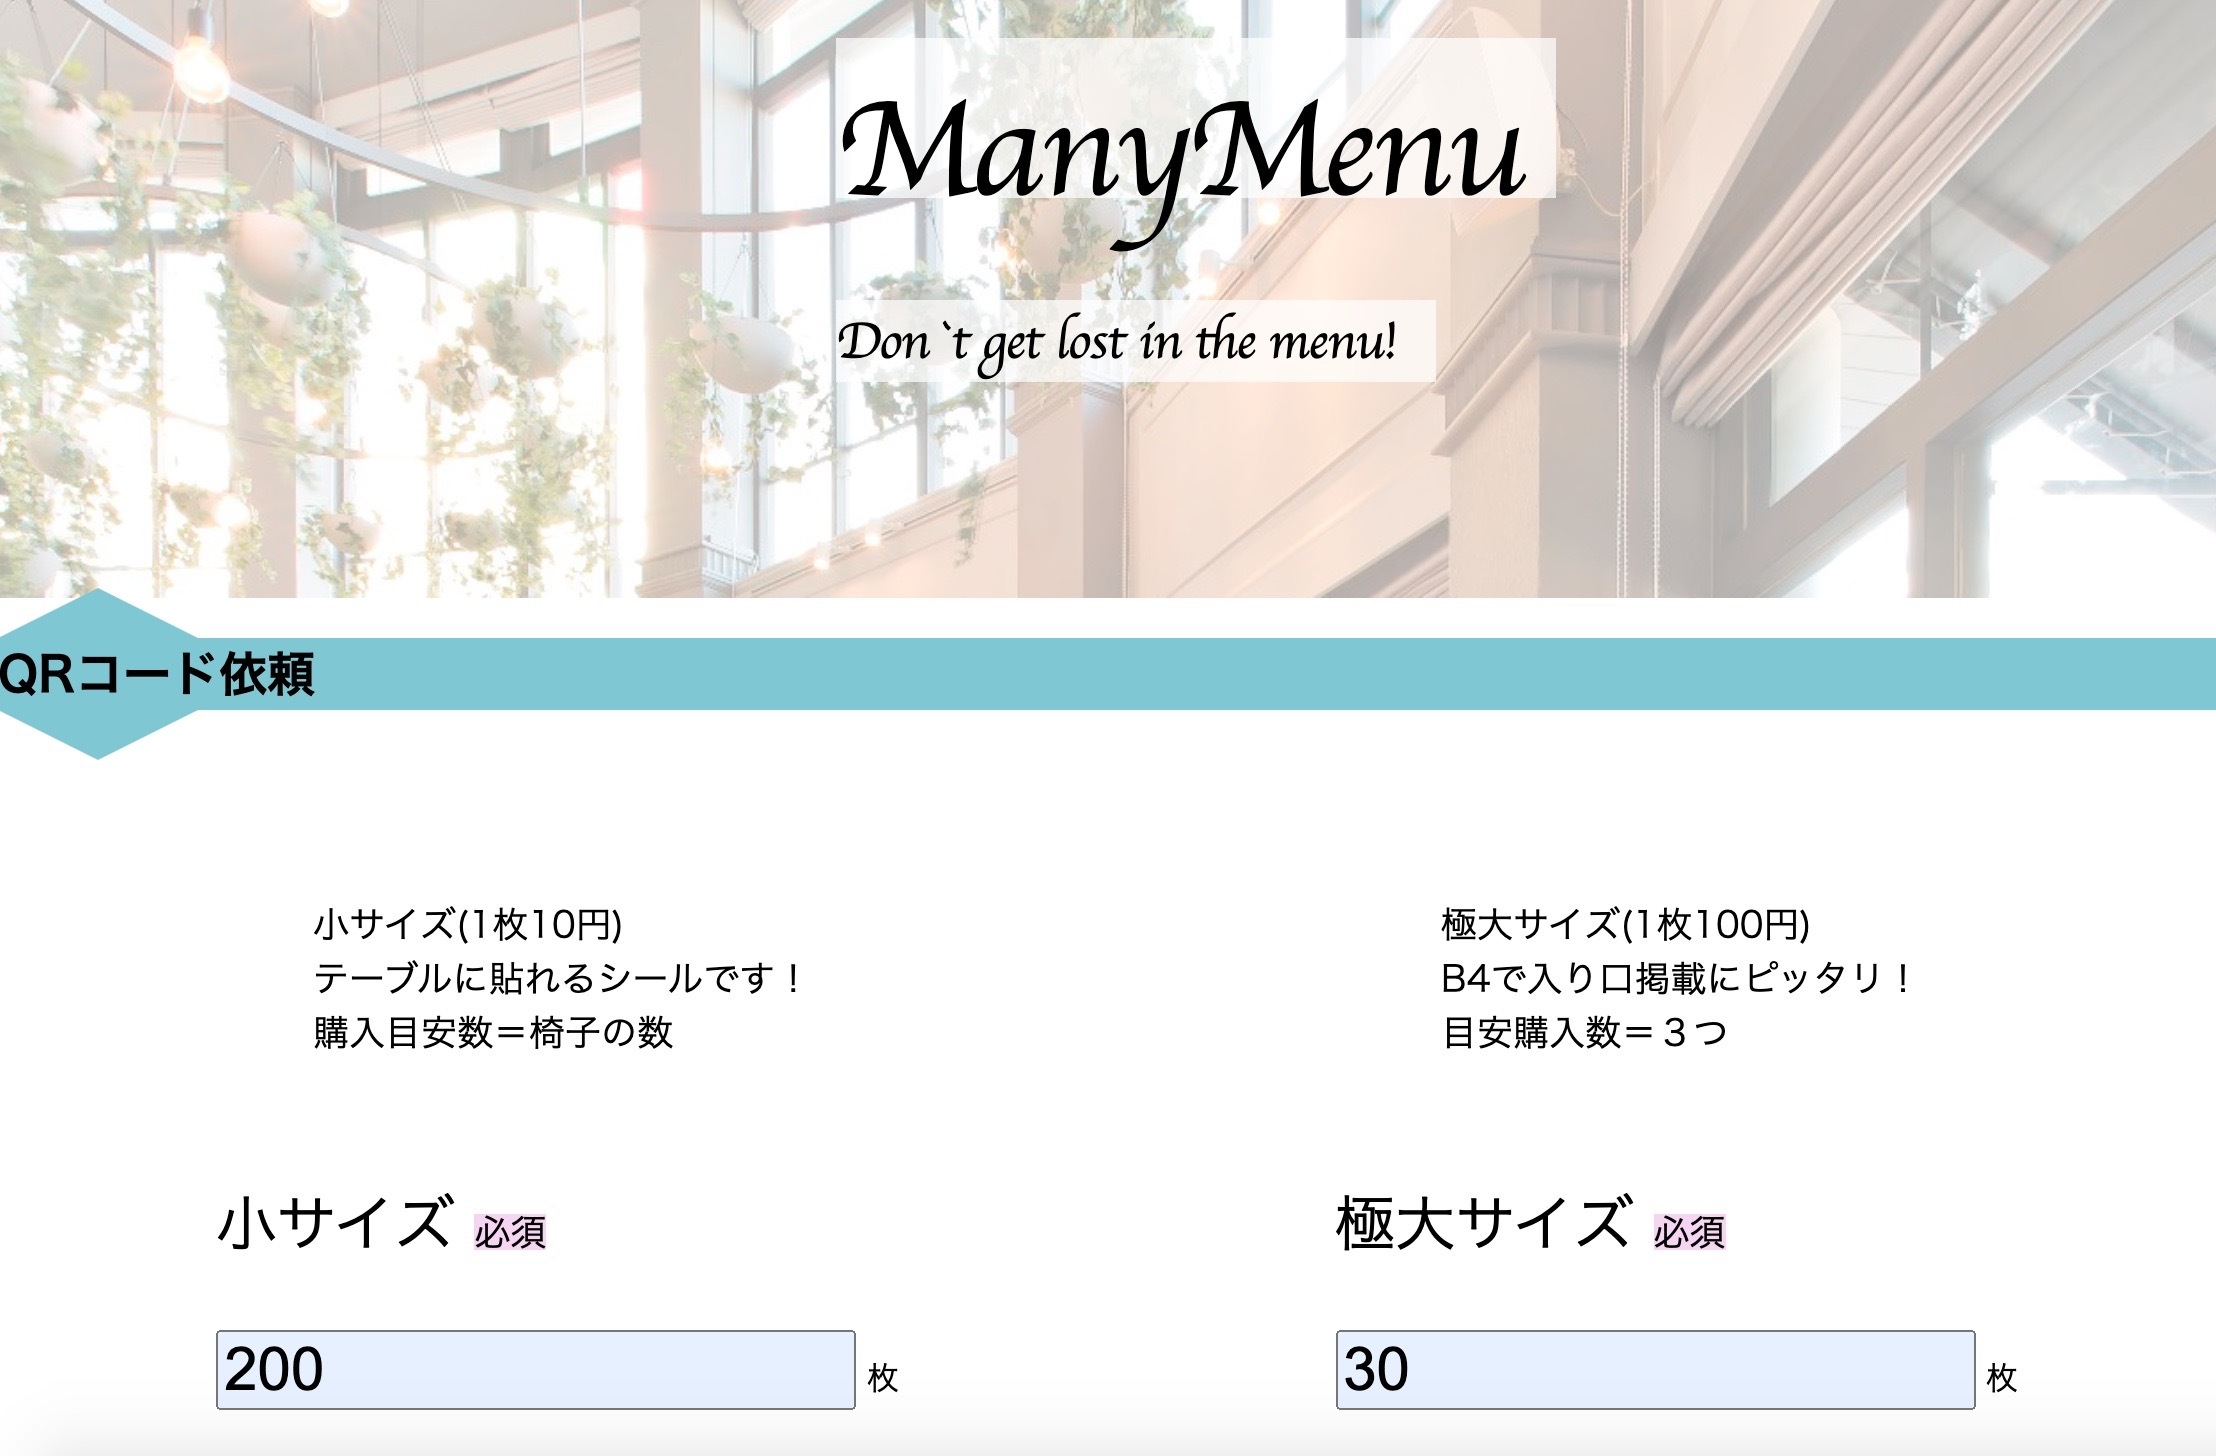 ManyMenu
Don`t get lost in the menu!
QRコード依頼
小サイズ(1枚10円)
テーブルに貼れるシールです！
購入目安数＝椅子の数
極大サイズ(1枚100円)
B4で入り口掲載にピッタリ！
目安購入数＝３つ
小サイズ 必須
200 枚
極大サイズ 必須
30 枚